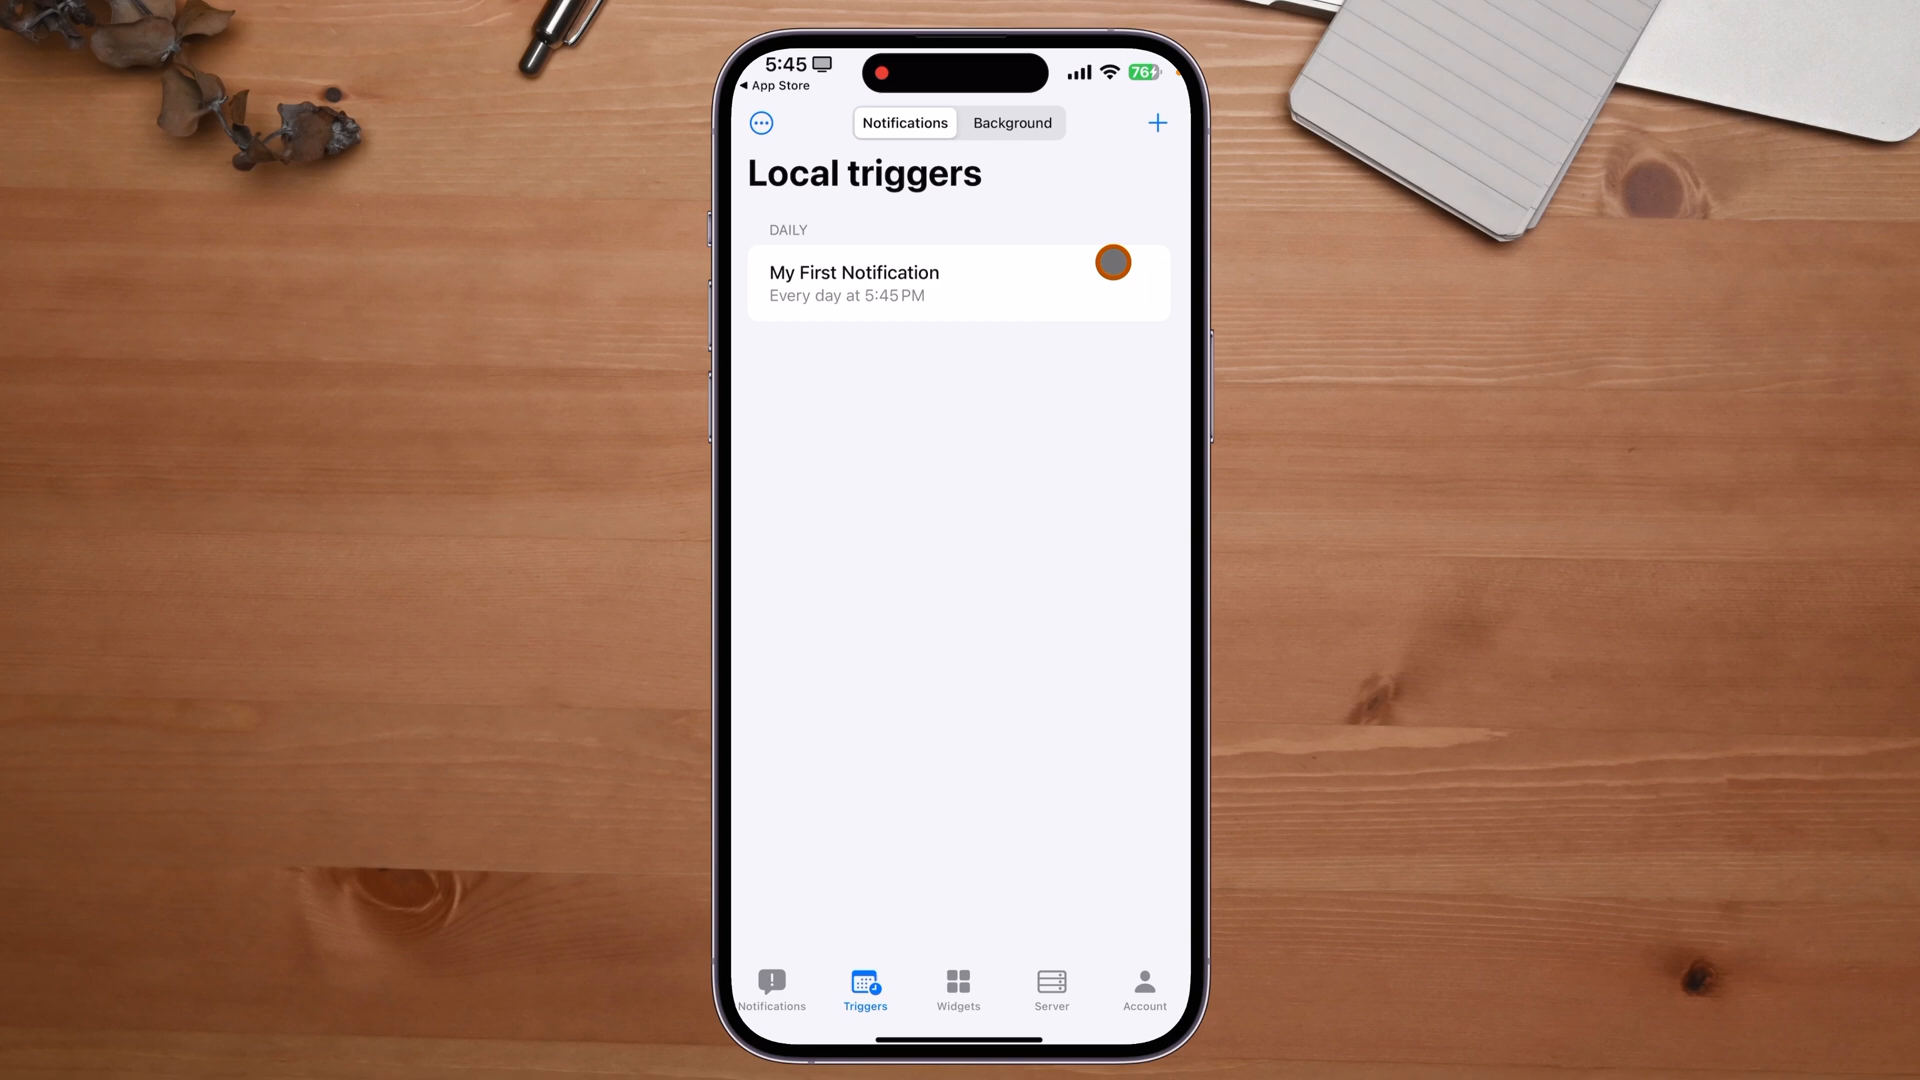 5:45
76
◀ App Store
Notifications Background
Local triggers
DAILY
My First Notification
Every day at 5:45 PM
Notifications Triggers Widgets Server Account